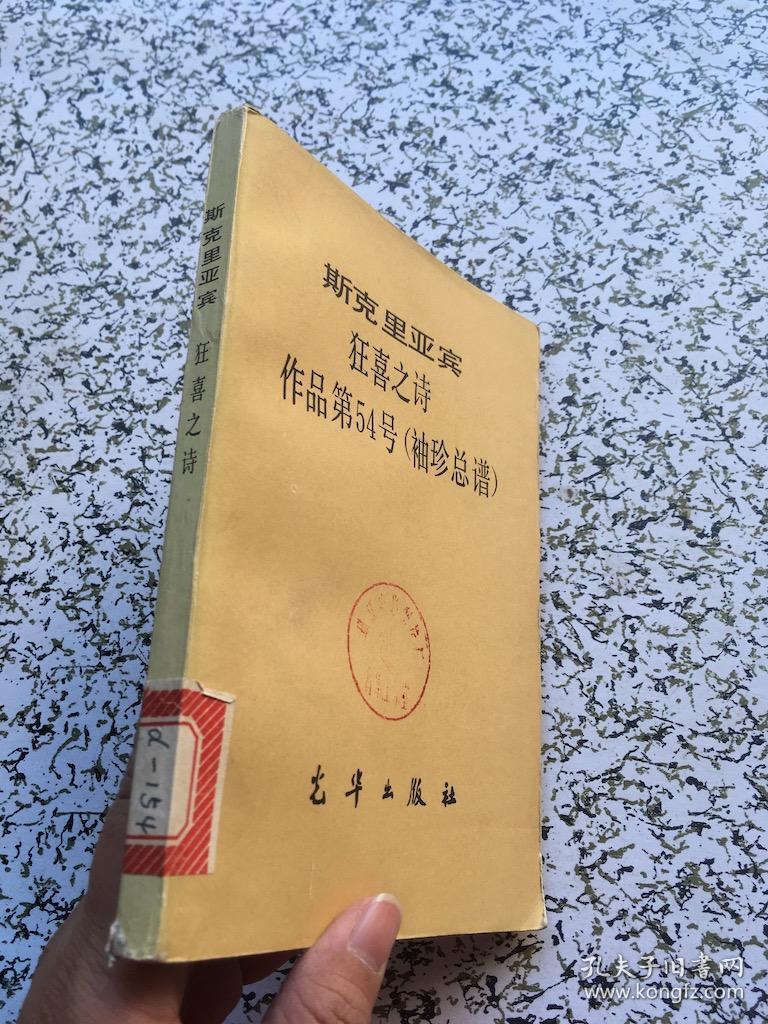 斯克里亚宾
狂喜之诗
作品第54号(袖珍总谱)
光华出版社
斯克里亚宾 狂喜之诗
d-154
孔夫子旧書网
www.kongfz.com